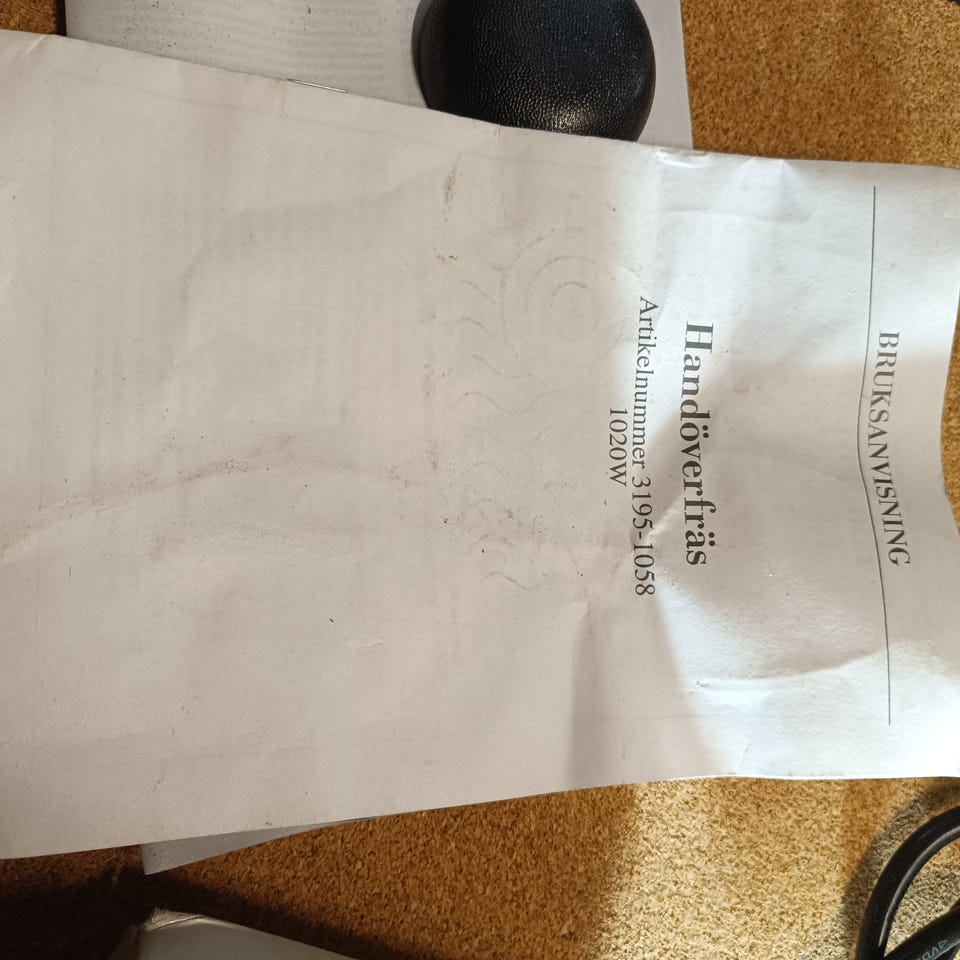 BRUKSANVISNING
Handöverfräs
Artikelnummer 3195-1058
1020W